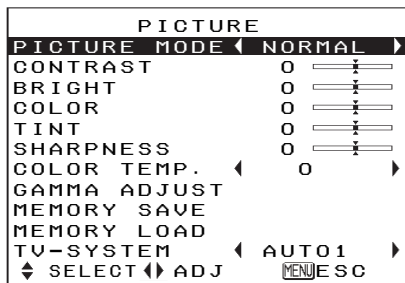 PICTURE
PICTURE MODE NORMAL
CONTRAST 0
BRIGHT 0
COLOR 0
TINT 0
SHARPNESS 0
COLOR TEMP. 0
GAMMA ADJUST
MEMORY SAVE
MEMORY LOAD
TV-SYSTEM AUTO1
SELECT ADJ MENU ESC